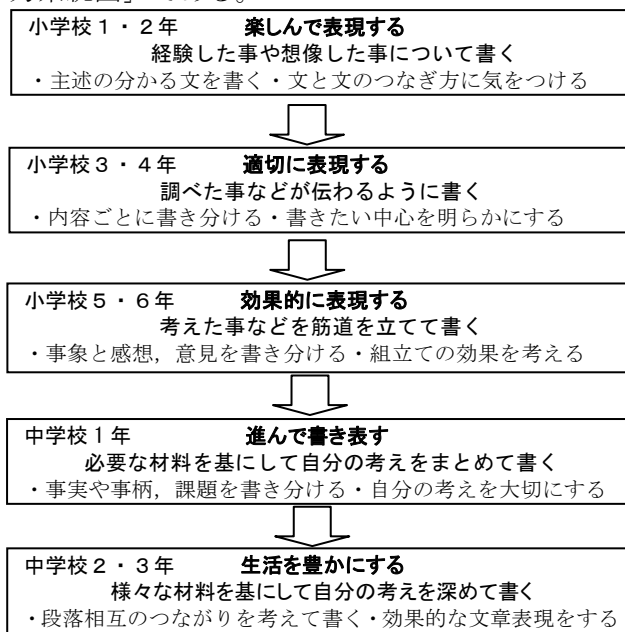 小学校１・２年　楽しんで表現する
経験した事や想像した事について書く
・主述の分かる文を書く・文と文のつなぎ方に気をつける
小学校３・４年　適切に表現する
調べた事などが伝わるように書く
・内容ごとに書き分ける・書きたい中心を明らかにする
小学校５・６年　効果的に表現する
考えた事などを筋道を立てて書く
・事象と感想，意見を書き分ける・組立ての効果を考える
中学校１年　進んで書き表す
必要な材料を基にして自分の考えをまとめて書く
・事実や事柄，課題を書き分ける・自分の考えを大切にする
中学校２・３年　生活を豊かにする
様々な材料を基にして自分の考えを深めて書く
・段落相互のつながりを考えて書く・効果的な文章表現をする